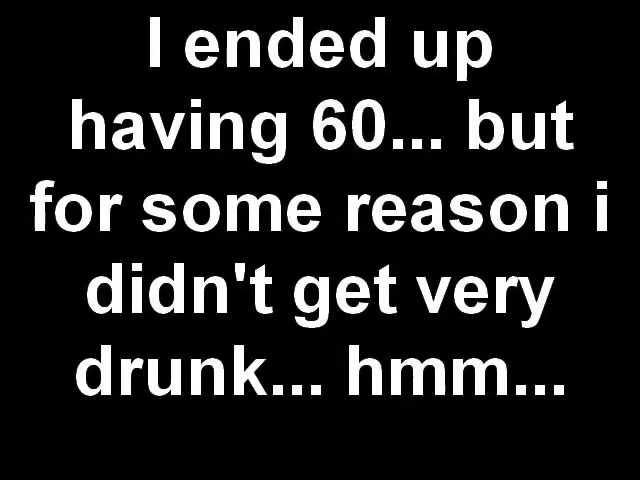 I ended up
having 60... but
for some reason i
didn't get very
drunk... hmm...